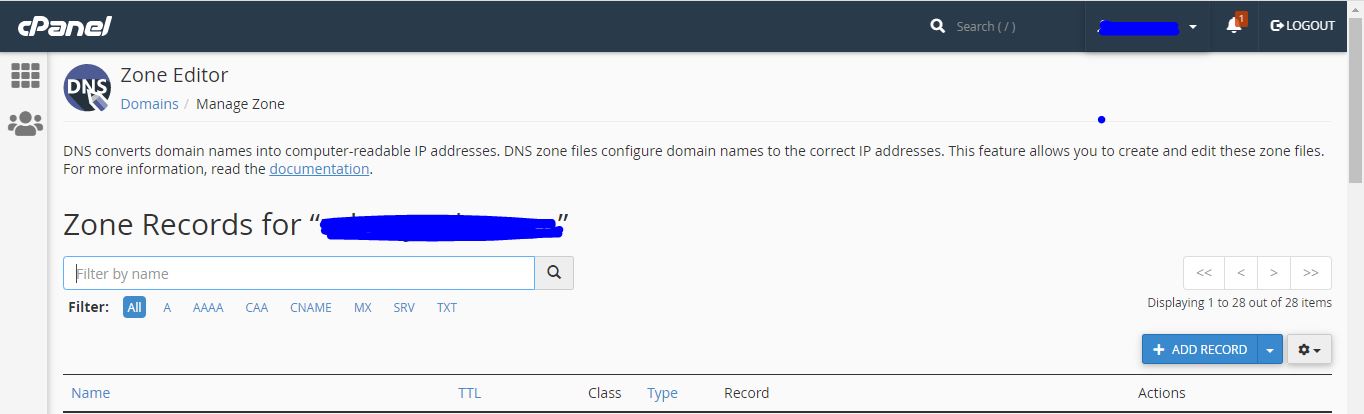 cPanel
Search ( / )
1
LOGOUT
DNS
Zone Editor
Domains / Manage Zone
DNS converts domain names into computer-readable IP addresses. DNS zone files configure domain names to the correct IP addresses. This feature allows you to create and edit these zone files.
For more information, read the documentation.
Zone Records for “ ”
Filter by name
<< < > >>
Filter: All A AAAA CAA CNAME MX SRV TXT
Displaying 1 to 28 out of 28 items
+ ADD RECORD
Name TTL Class Type Record Actions